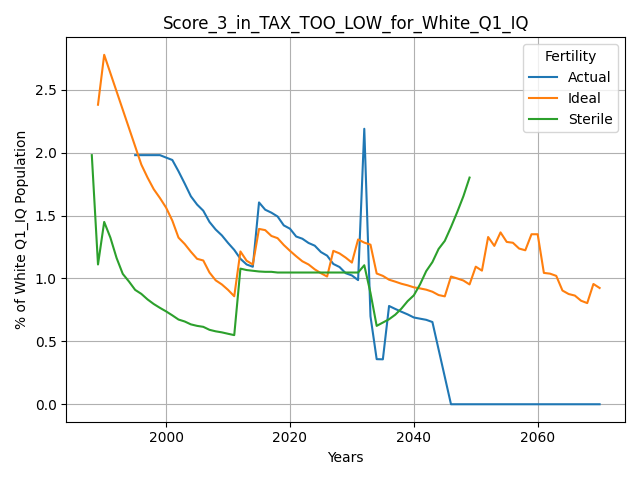 Score_3_in_TAX_TOO_LOW_for_White_Q1_IQ
Fertility
Actual
Ideal
Sterile
% of White Q1_IQ Population
2.5
2.0
1.5
1.0
0.5
0.0
2000
2020
2040
2060
Years